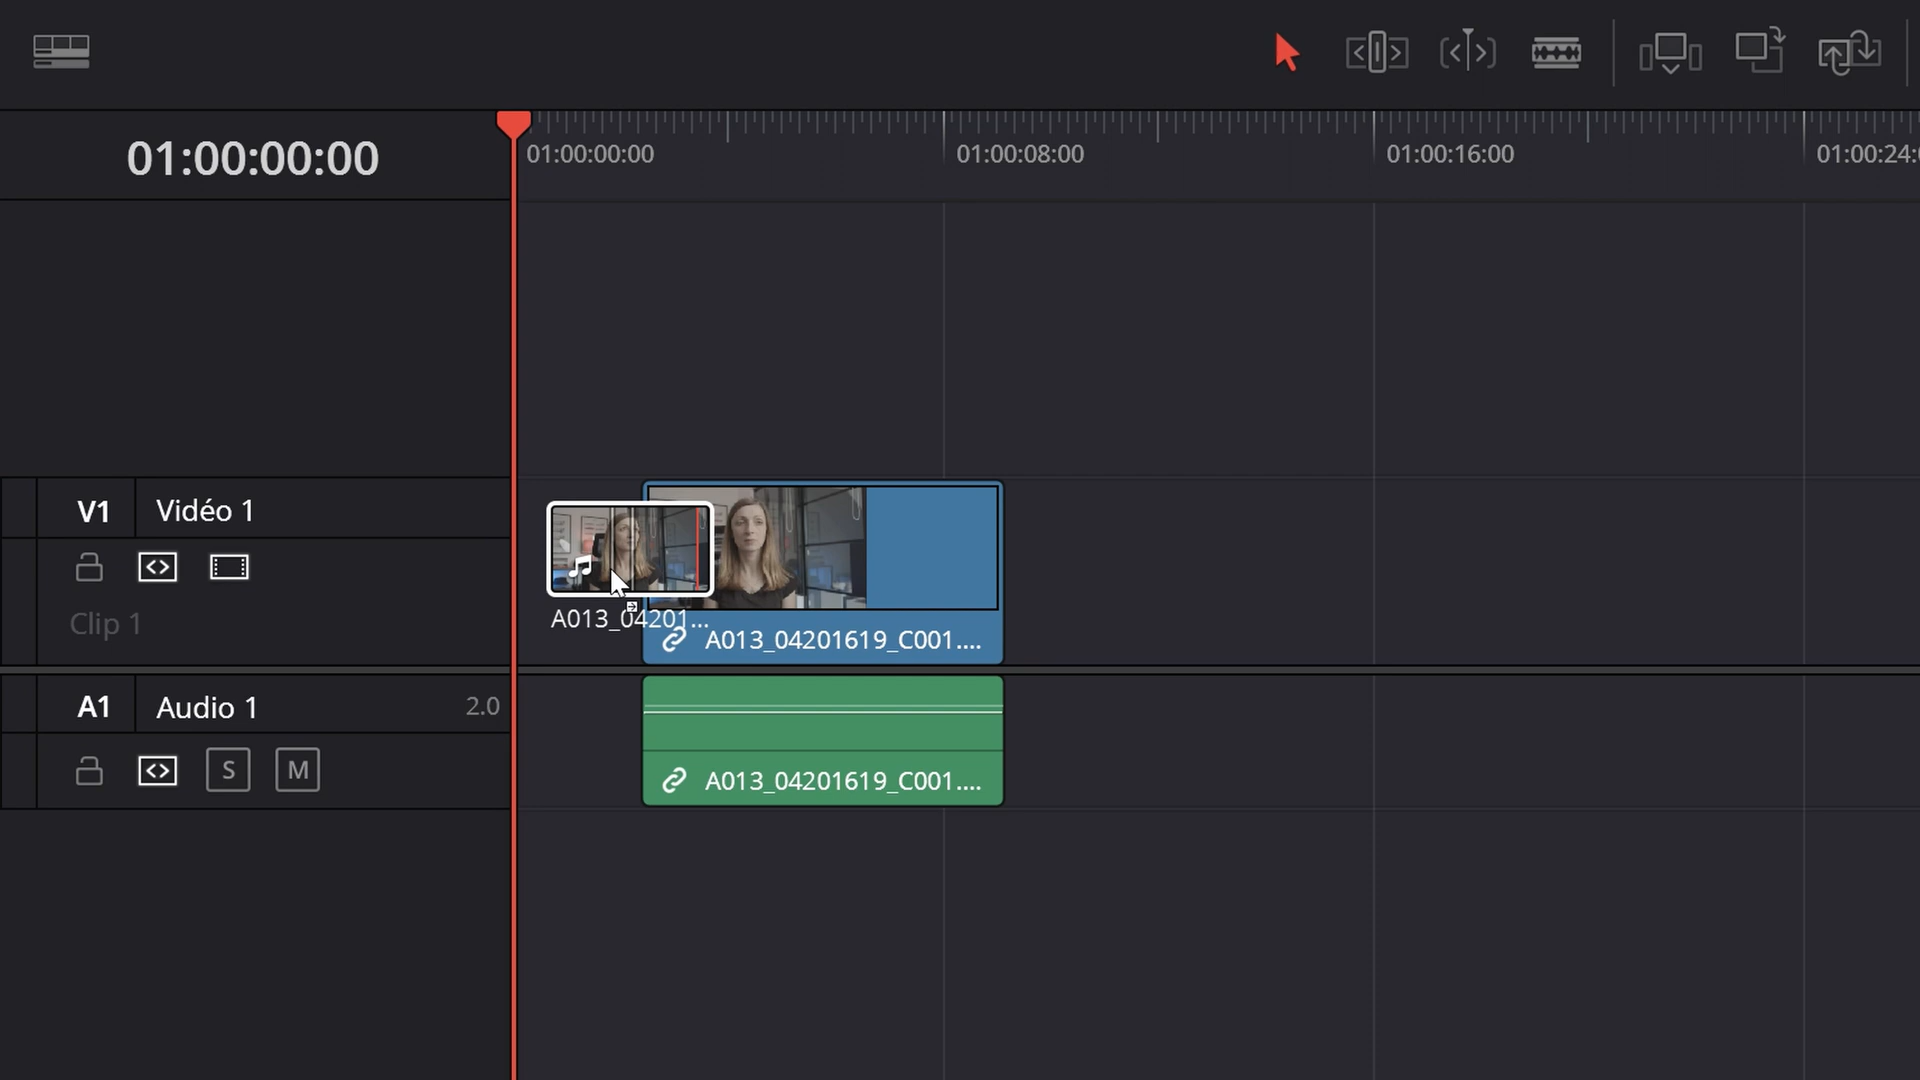 01:00:00:00
01:00:00:00
01:00:08:00
01:00:16:00
01:00:24:
V1
Vidéo 1
Clip 1
A013_04201...
A013_04201619_C001....
A1
Audio 1
2.0
S
M
A013_04201619_C001....